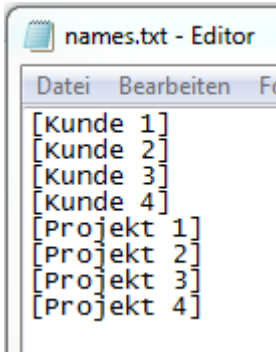 names.txt - Editor
Datei Bearbeiten
[Kunde 1]
[Kunde 2]
[Kunde 3]
[Kunde 4]
[Projekt 1]
[Projekt 2]
[Projekt 3]
[Projekt 4]